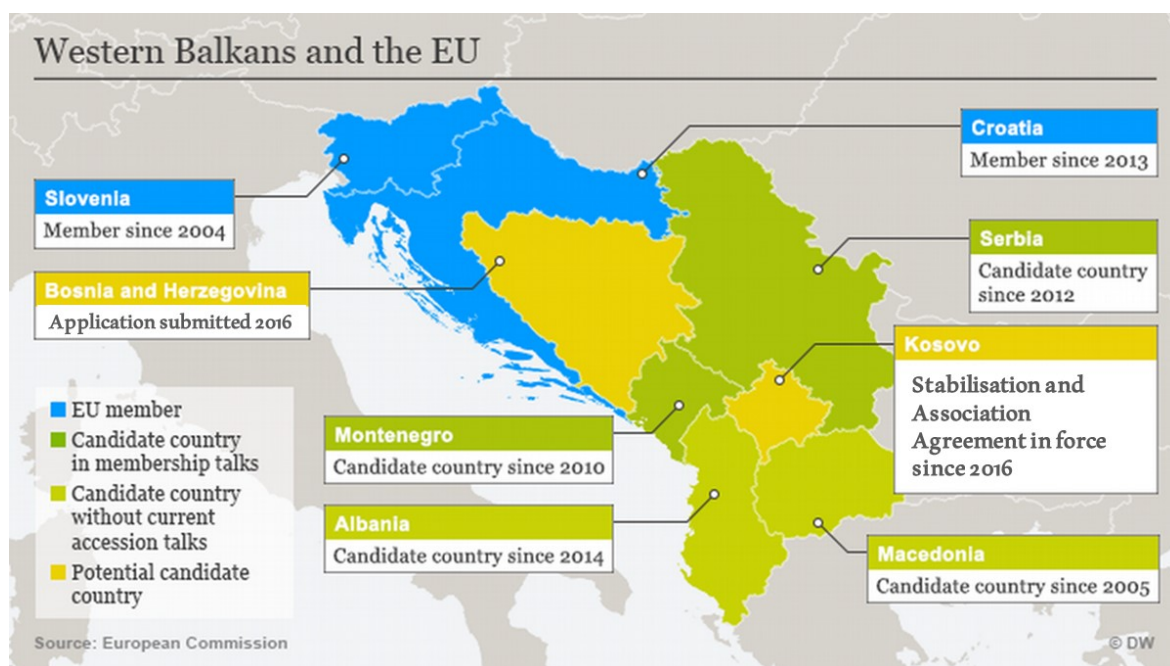 Western Balkans and the EU
Croatia
Member since 2013
Slovenia
Member since 2004
Serbia
Candidate country
since 2012
Bosnia and Herzegovina
Application submitted 2016
Kosovo
Stabilisation and
Association
Agreement in force
since 2016
EU member
Candidate country
in membership talks
Candidate country
without current
accession talks
Potential candidate
country
Montenegro
Candidate country since 2010
Albania
Candidate country since 2014
Macedonia
Candidate country since 2005
Source: European Commission
© DW